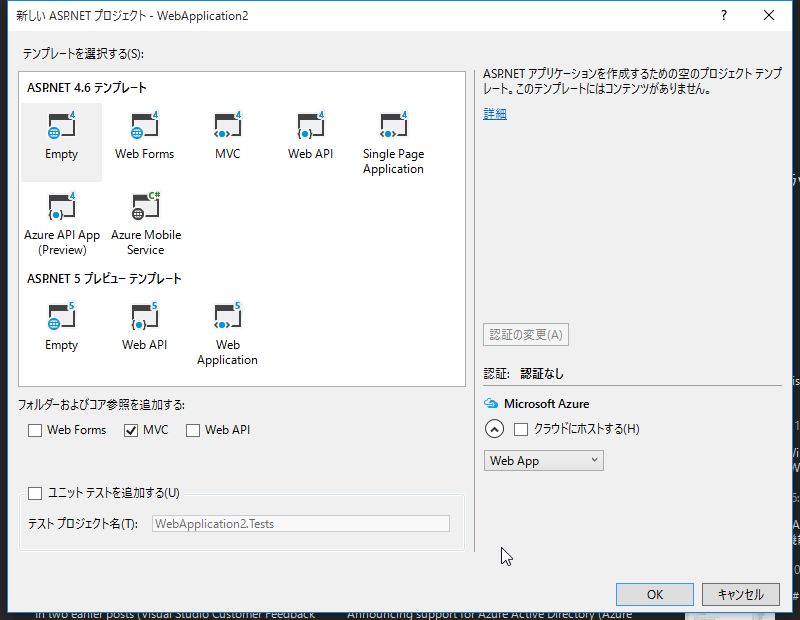 新しい ASP.NET プロジェクト - WebApplication2
?
テンプレートを選択する(S):
ASP.NET 4.6 テンプレート
4
4
4
4
4
Empty
Web Forms
MVC
Web API
Single Page
Application
4
C#
Azure API App
(Preview)
Azure Mobile
Service
ASP.NET 5 プレビュー テンプレート
5
5
5
Empty
Web API
Web
Application
ASP.NET アプリケーションを作成するための空のプロジェクト テンプ
レート。このテンプレートにはコンテンツがありません。
詳細
認証の変更(A)
認証: 認証なし
Microsoft Azure
クラウドにホストする(H)
Web App
フォルダーおよびコア参照を追加する:
Web Forms
MVC
Web API
ユニット テストを追加する(U)
テスト プロジェクト名(T):
WebApplication2.Tests
OK
キャンセル
In two earlier posts (Visual Studio Customer Feedback
Announcing support for Azure Active Directory (Azure